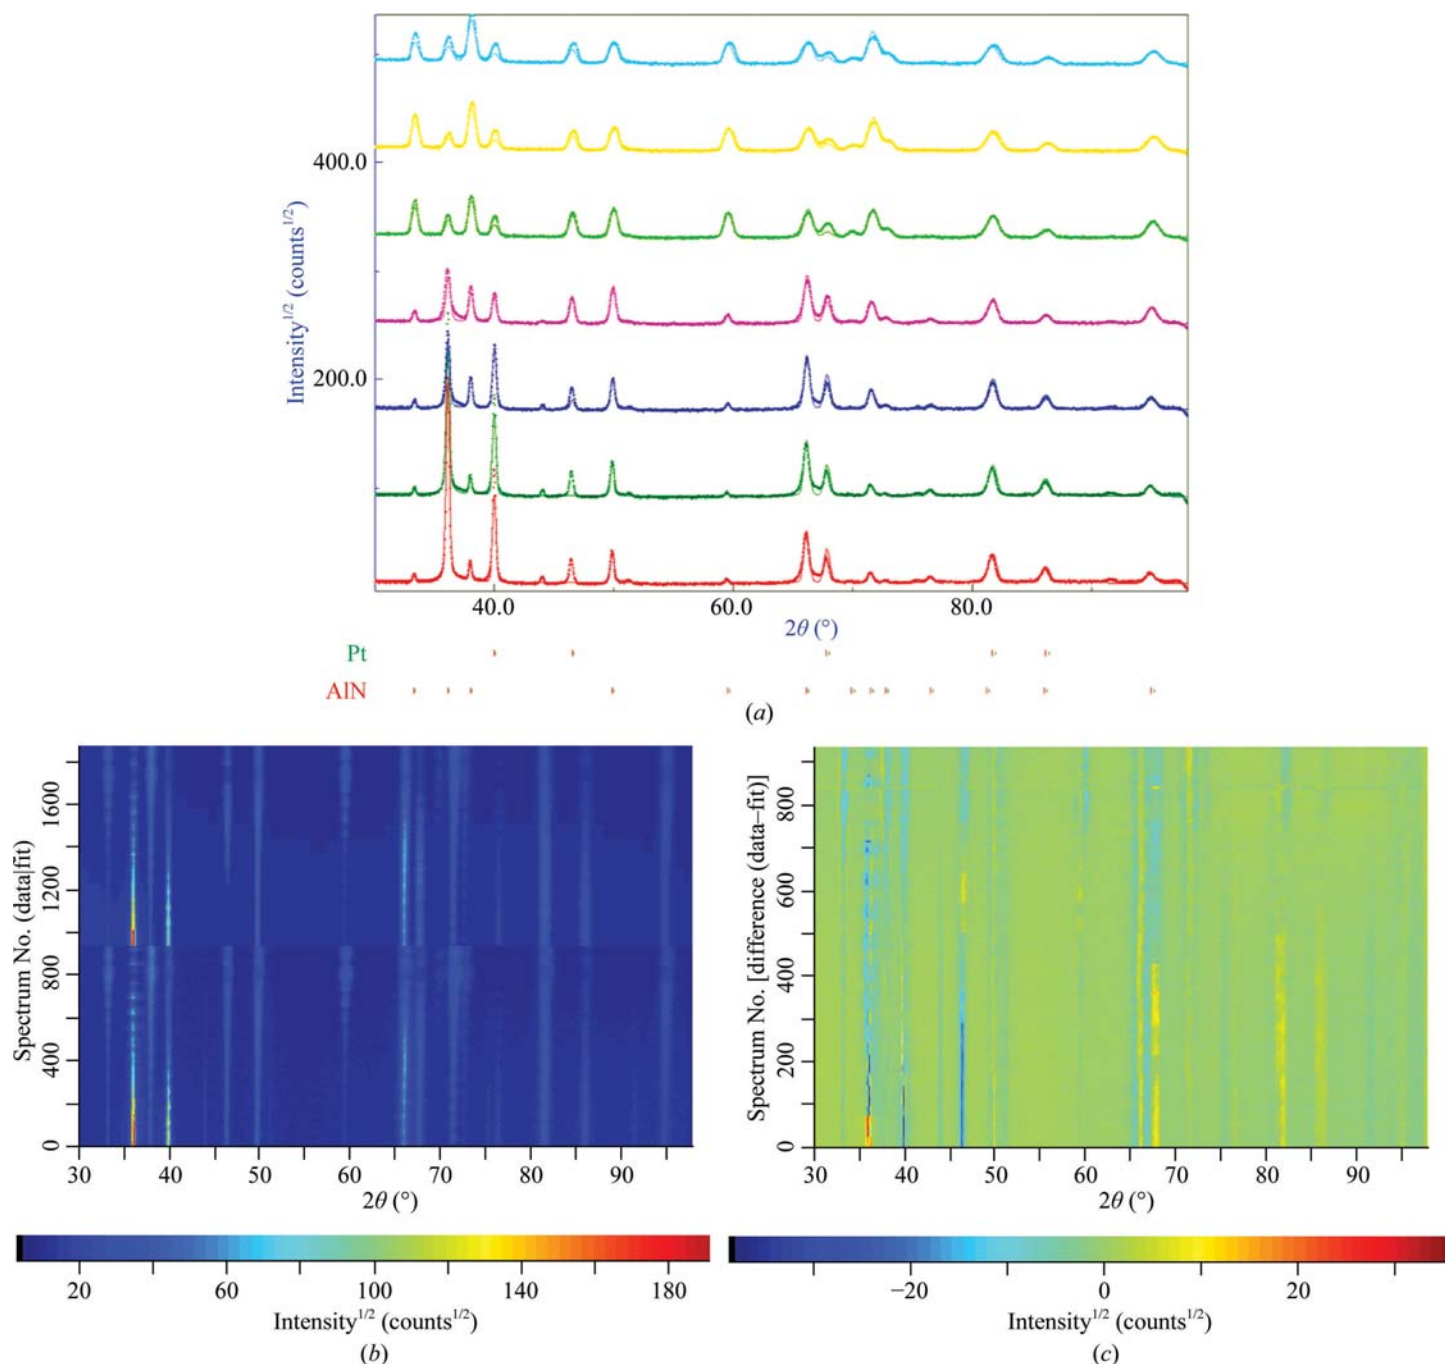 (a)
400.0
200.0
Intensity1/2 (counts1/2)
40.0 60.0 80.0
2θ (°)
Pt
AlN
(a)
Spectrum No. (data|fit)
1600
1200
800
400
0
30 40 50 60 70 80 90
2θ (°)
20 60 100 140 180
Intensity1/2 (counts1/2)
(b)
Spectrum No. [difference (data–fit)]
800
600
400
200
0
30 40 50 60 70 80 90
2θ (°)
−20 0 20
Intensity1/2 (counts1/2)
(c)